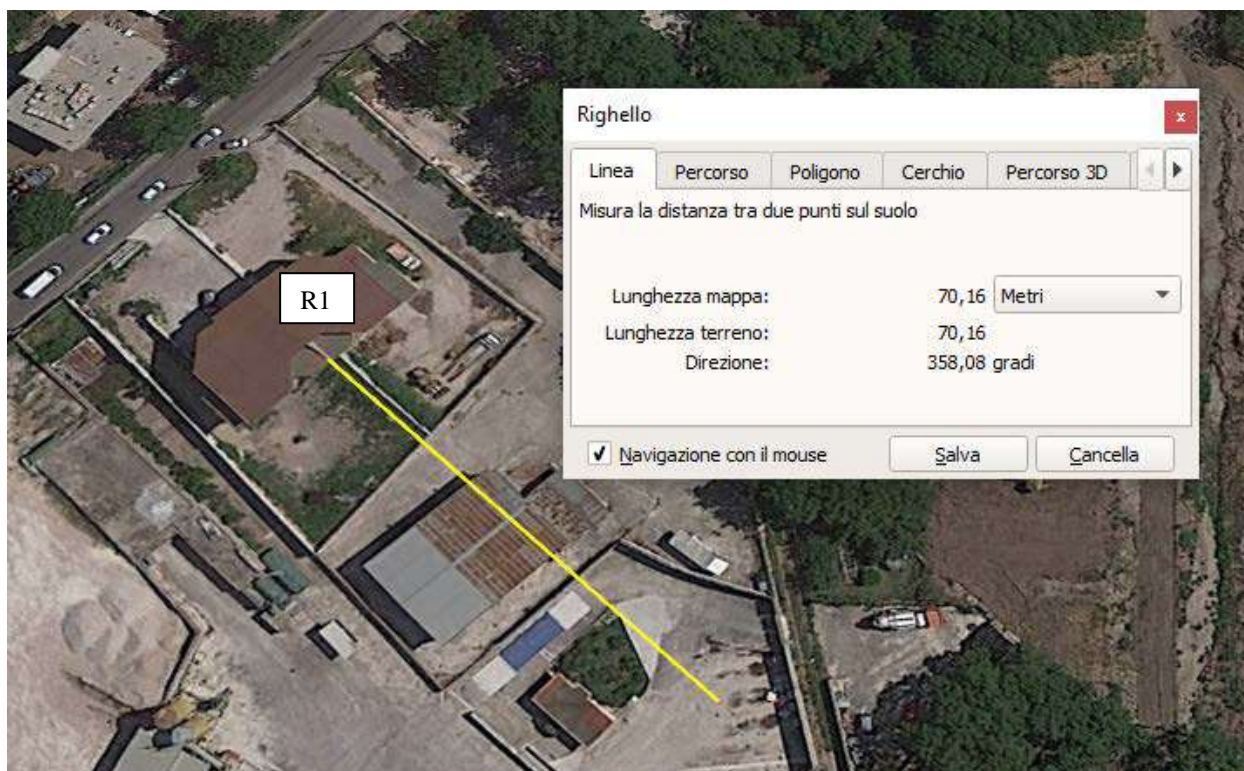 R1
Righello
x
Linea Percorso Poligono Cerchio Percorso 3D
Misura la distanza tra due punti sul suolo
Lunghezza mappa: 70,16 Metri
Lunghezza terreno: 70,16
Direzione: 358,08 gradi
Navigazione con il mouse Salva Cancella